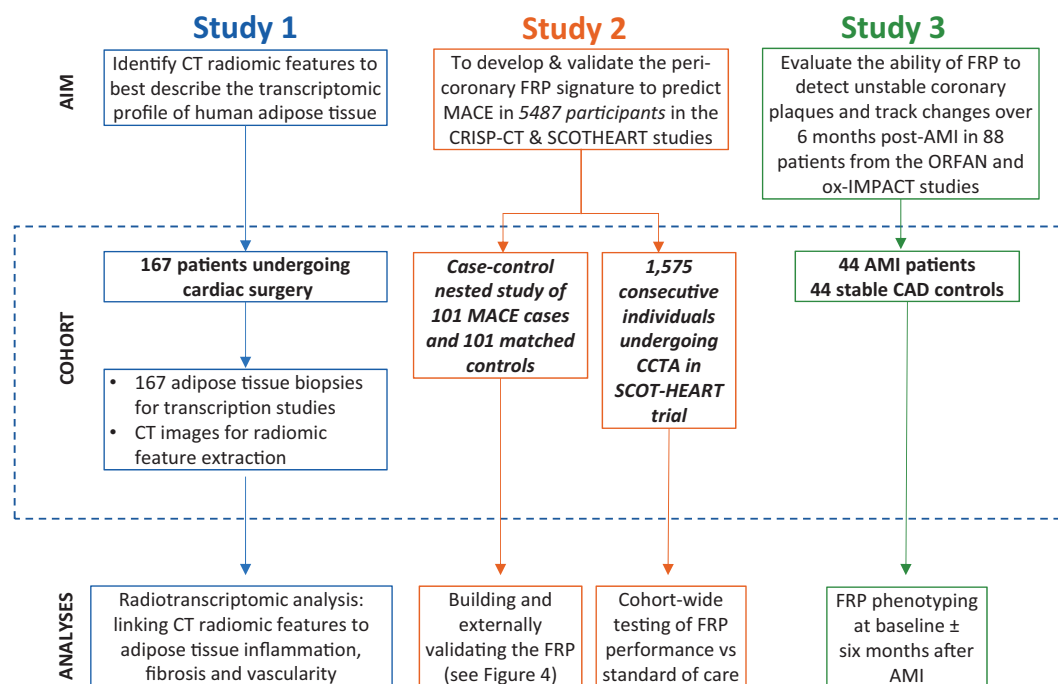 Study 1
Study 2
Study 3
AIM
Identify CT radiomic features to
best describe the transcriptomic
profile of human adipose tissue
To develop & validate the peri-
coronary FRP signature to predict
MACE in 5487 participants in the
CRISP-CT & SCOTHEART studies
Evaluate the ability of FRP to
detect unstable coronary
plaques and track changes over
6 months post-AMI in 88
patients from the ORFAN and
ox-IMPACT studies
COHORT
167 patients undergoing
cardiac surgery
• 167 adipose tissue biopsies
for transcription studies
• CT images for radiomic
feature extraction
Case-control
nested study of
101 MACE cases
and 101 matched
controls
1,575
consecutive
individuals
undergoing
CCTA in
SCOT-HEART
trial
44 AMI patients
44 stable CAD controls
ANALYSES
Radiotranscriptomic analysis:
linking CT radiomic features to
adipose tissue inflammation,
fibrosis and vascularity
Building and
externally
validating the FRP
(see Figure 4)
Cohort-wide
testing of FRP
performance vs
standard of care
FRP phenotyping
at baseline ±
six months after
AMI